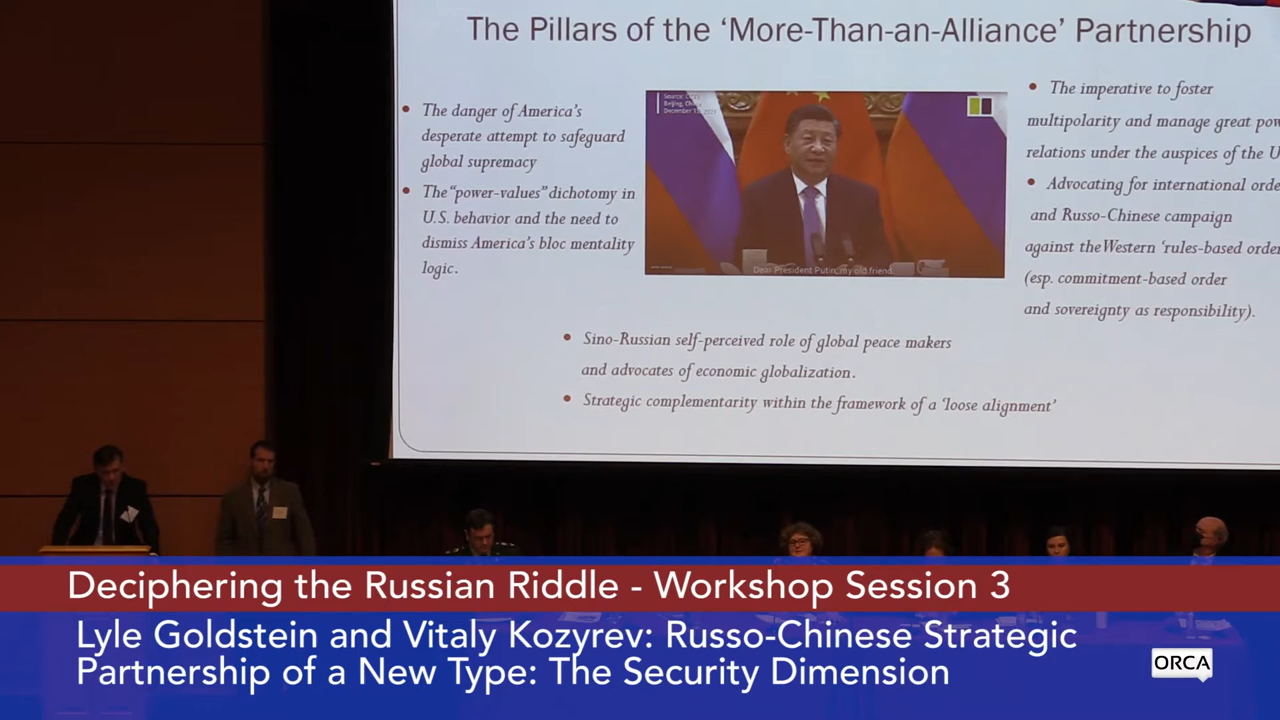 The Pillars of the ‘More-Than-an-Alliance’ Partnership
• The danger of America’s
desperate attempt to safeguard
global supremacy
• The “power-values” dichotomy in
U.S. behavior and the need to
dismiss America’s bloc mentality
logic.
Beijing,
December
Dear President Putin, my old friend.
• The imperative to foster
multipolarity and manage great pow
relations under the auspices of the U
• Advocating for international orde
and Russo-Chinese campaign
against the Western ‘rules-based order
(esp. commitment-based order
and sovereignty as responsibility).
• Sino-Russian self-perceived role of global peace makers
and advocates of economic globalization.
• Strategic complementarity within the framework of a ‘loose alignment’
Deciphering the Russian Riddle - Workshop Session 3
Lyle Goldstein and Vitaly Kozyrev: Russo-Chinese Strategic
Partnership of a New Type: The Security Dimension
ORCA